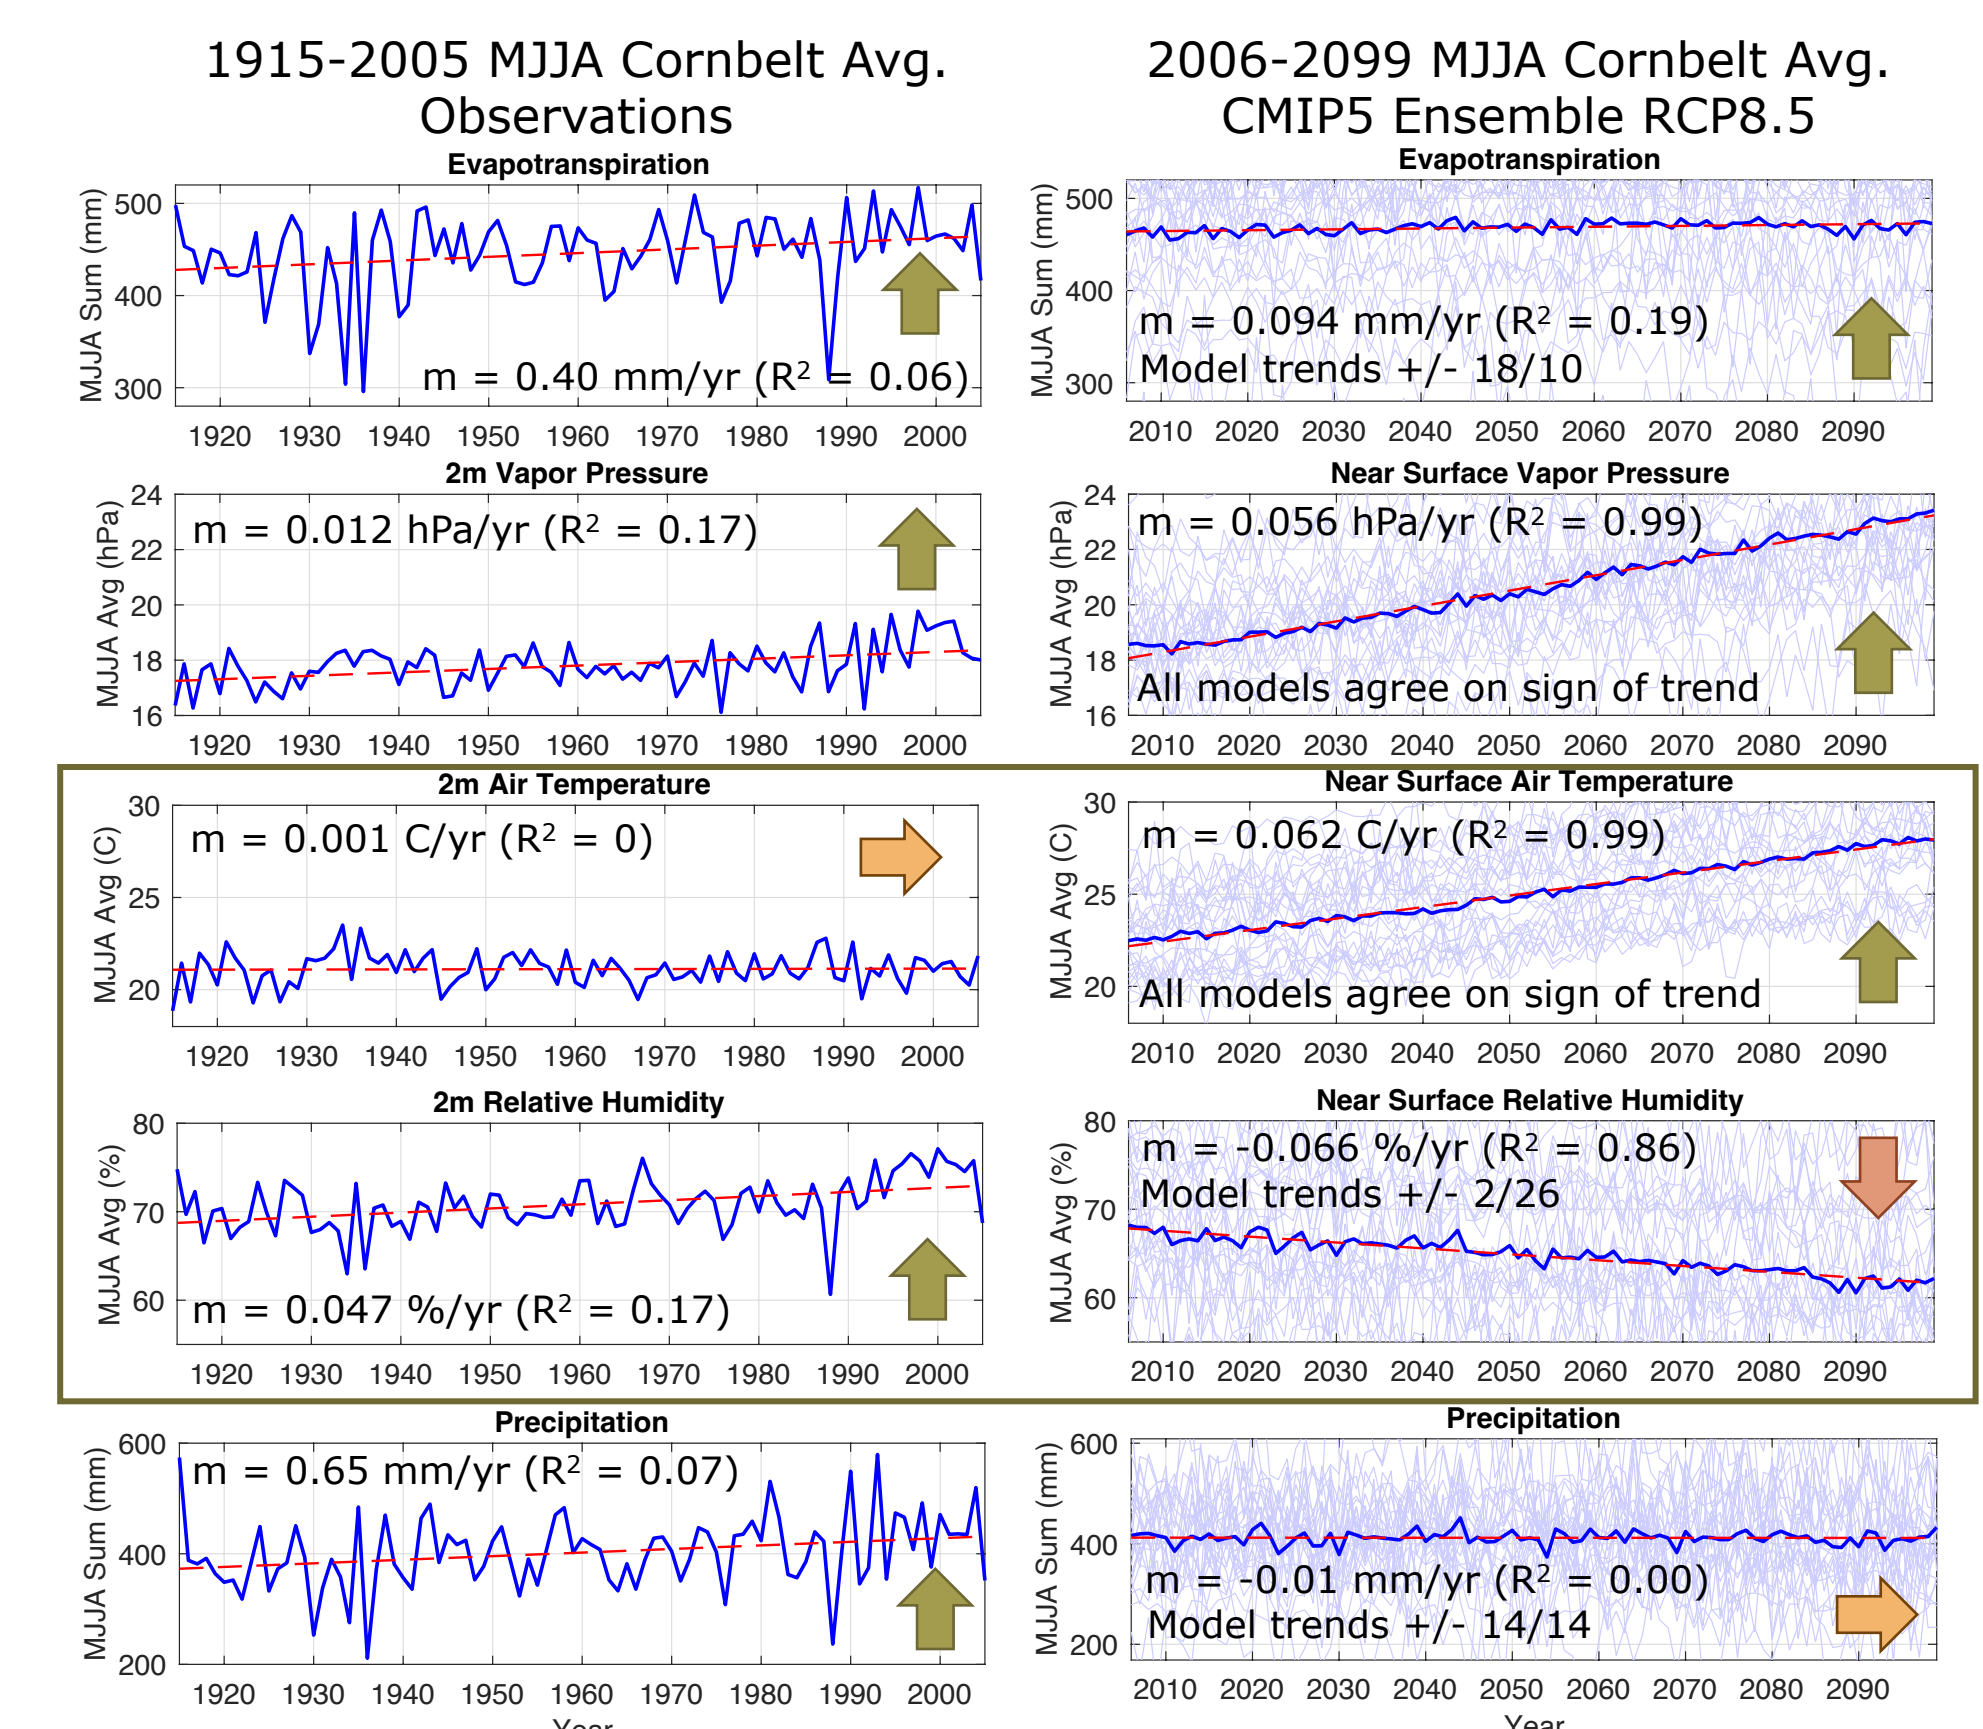 1915-2005 MJJA Cornbelt Avg.
Observations
Evapotranspiration
MJJA Sum (mm)
500
400
300
m = 0.40 mm/yr (R² = 0.06)
1920 1930 1940 1950 1960 1970 1980 1990 2000
2m Vapor Pressure
MJJA Avg (hPa)
24
22
20
18
16
m = 0.012 hPa/yr (R² = 0.17)
1920 1930 1940 1950 1960 1970 1980 1990 2000
2m Air Temperature
MJJA Avg (C)
30
25
20
m = 0.001 C/yr (R² = 0)
1920 1930 1940 1950 1960 1970 1980 1990 2000
2m Relative Humidity
MJJA Avg (%)
80
70
60
m = 0.047 %/yr (R² = 0.17)
1920 1930 1940 1950 1960 1970 1980 1990 2000
Precipitation
MJJA Sum (mm)
600
400
200
m = 0.65 mm/yr (R² = 0.07)
1920 1930 1940 1950 1960 1970 1980 1990 2000
Year
2006-2099 MJJA Cornbelt Avg.
CMIP5 Ensemble RCP8.5
Evapotranspiration
MJJA Sum (mm)
500
400
300
m = 0.094 mm/yr (R² = 0.19)
Model trends +/- 18/10
2010 2020 2030 2040 2050 2060 2070 2080 2090
Near Surface Vapor Pressure
MJJA Avg (hPa)
24
22
20
18
16
m = 0.056 hPa/yr (R² = 0.99)
All models agree on sign of trend
2010 2020 2030 2040 2050 2060 2070 2080 2090
Near Surface Air Temperature
MJJA Avg (C)
30
25
20
m = 0.062 C/yr (R² = 0.99)
All models agree on sign of trend
2010 2020 2030 2040 2050 2060 2070 2080 2090
Near Surface Relative Humidity
MJJA Avg (%)
80
70
60
m = -0.066 %/yr (R² = 0.86)
Model trends +/- 2/26
2010 2020 2030 2040 2050 2060 2070 2080 2090
Precipitation
MJJA Sum (mm)
600
400
200
m = -0.01 mm/yr (R² = 0.00)
Model trends +/- 14/14
2010 2020 2030 2040 2050 2060 2070 2080 2090
Year